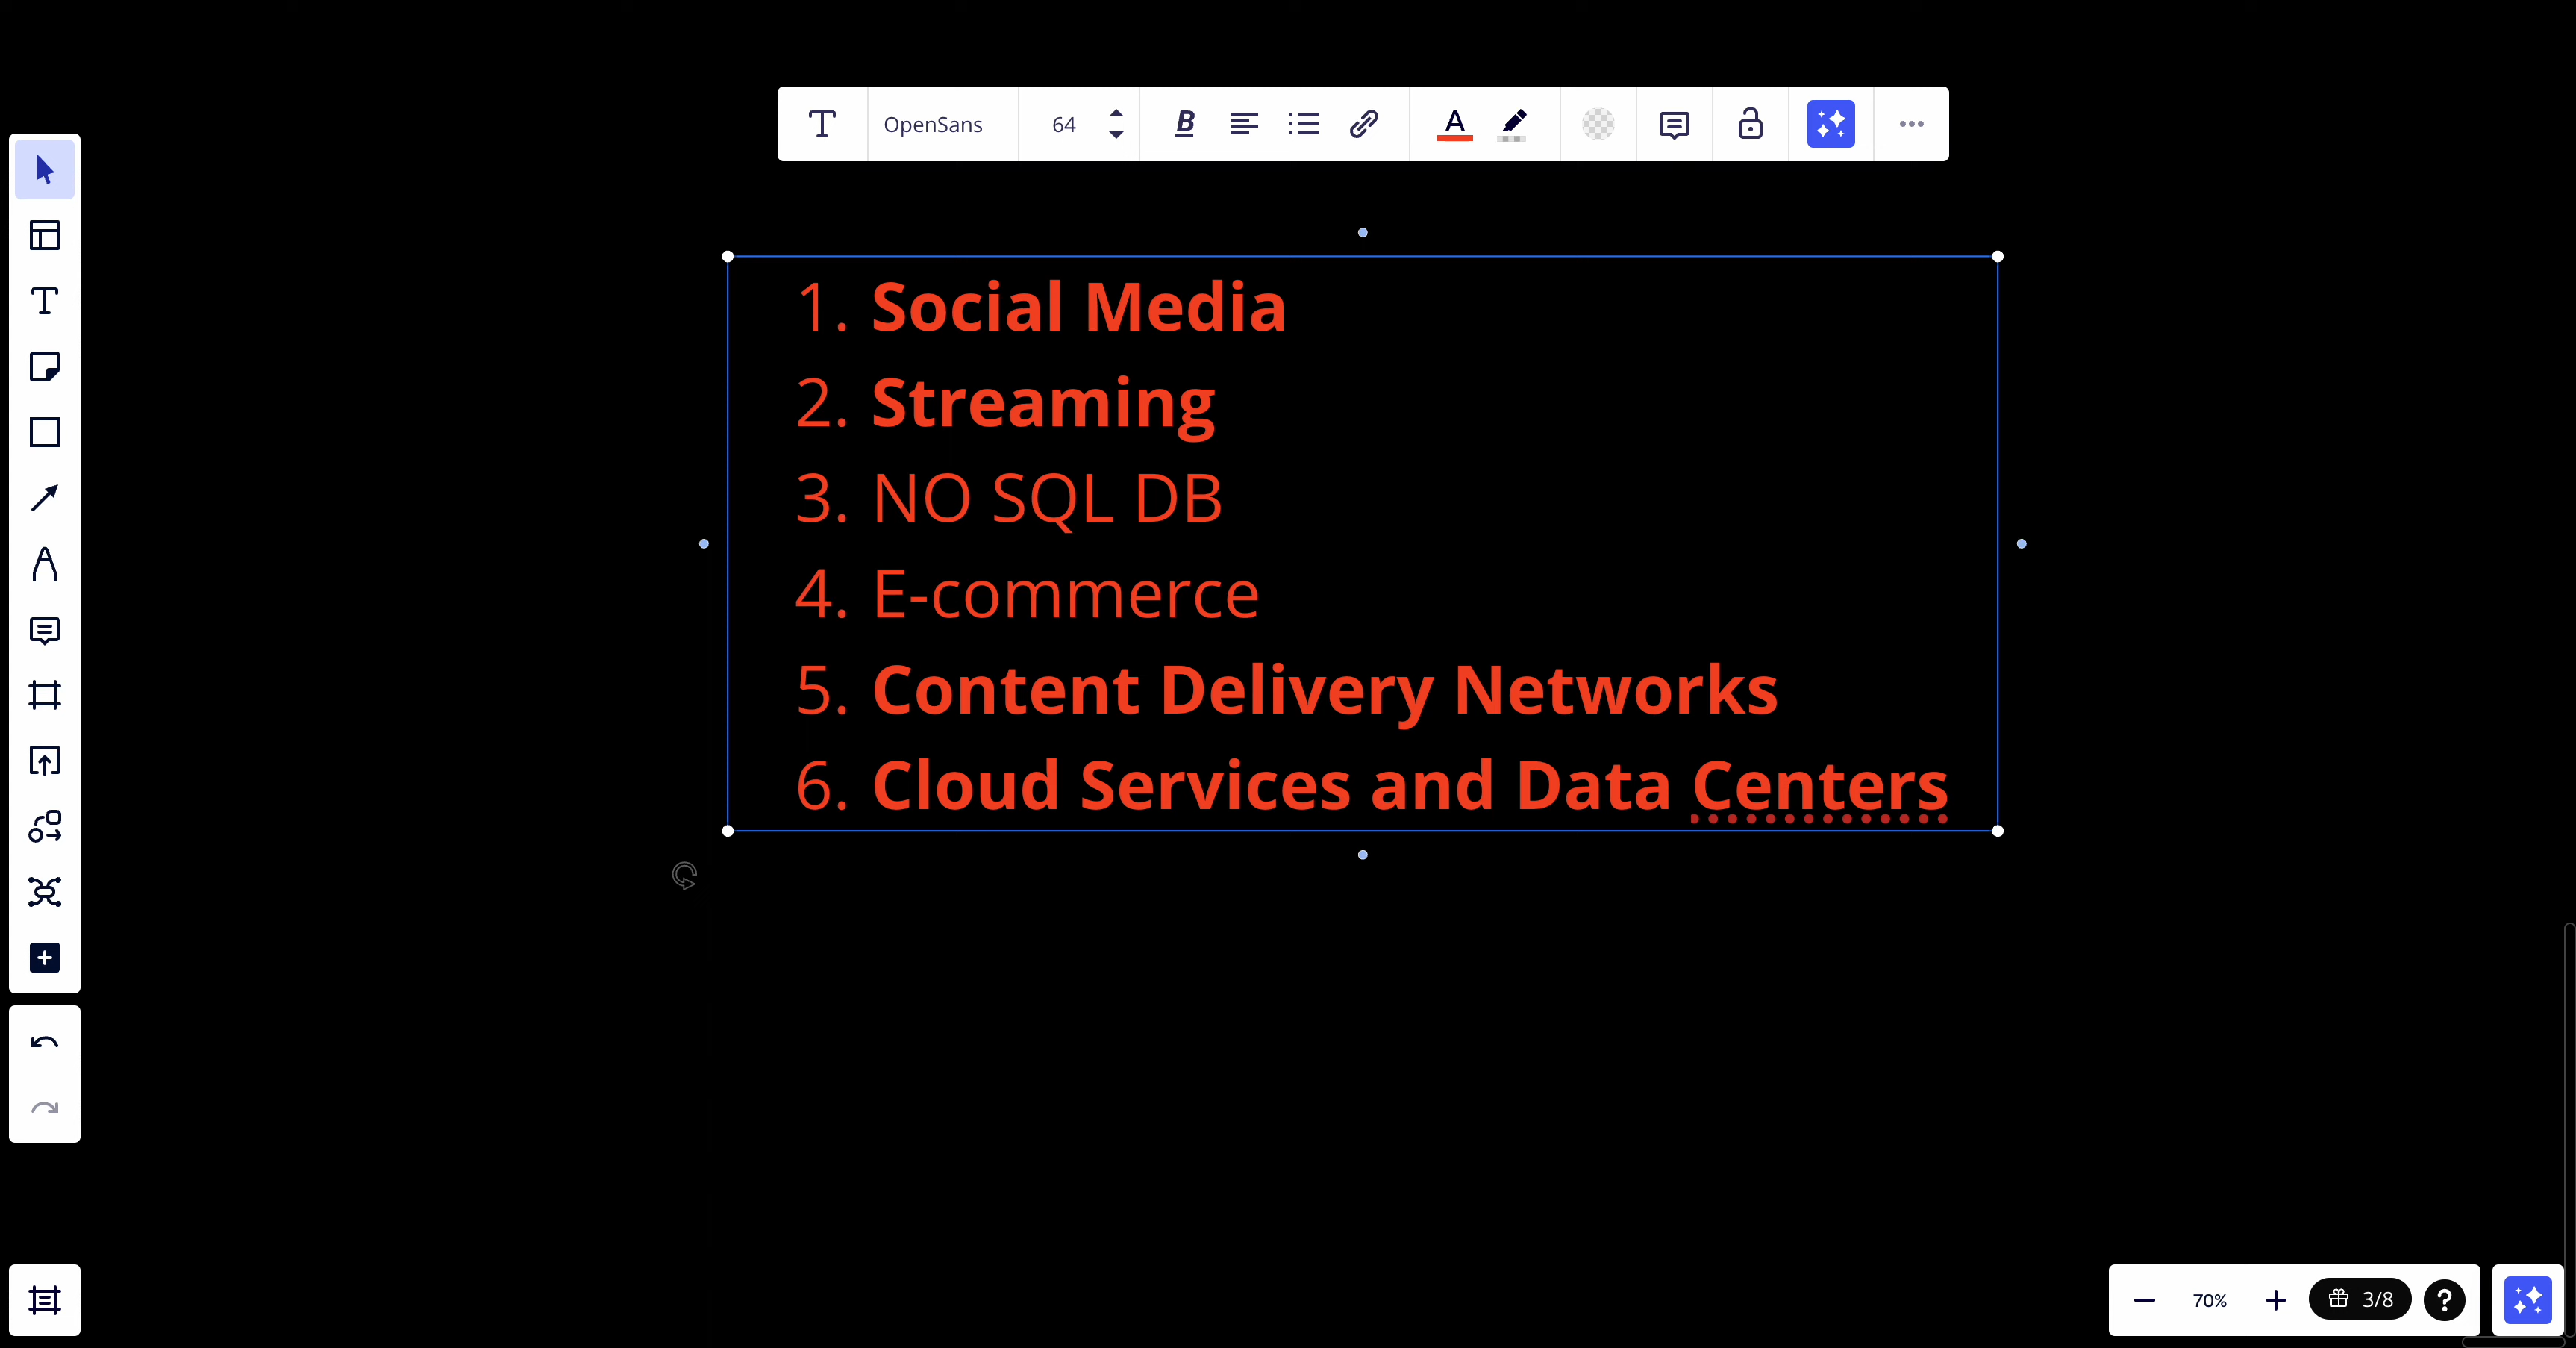 OpenSans 64 B A
1. Social Media
2. Streaming
3. NO SQL DB
4. E-commerce
5. Content Delivery Networks
6. Cloud Services and Data Centers
70% 3/8 ?